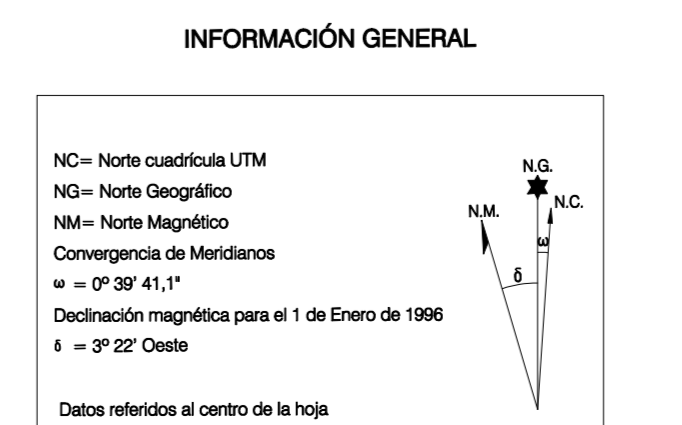 INFORMACIÓN GENERAL
NC= Norte cuadrícula UTM
NG= Norte Geográfico
NM= Norte Magnético
Convergencia de Meridianos
ω = 0º 39' 41,1"
Declinación magnética para el 1 de Enero de 1996
δ = 3º 22' Oeste
Datos referidos al centro de la hoja
N.G.
N.C.
N.M.
ω
δ